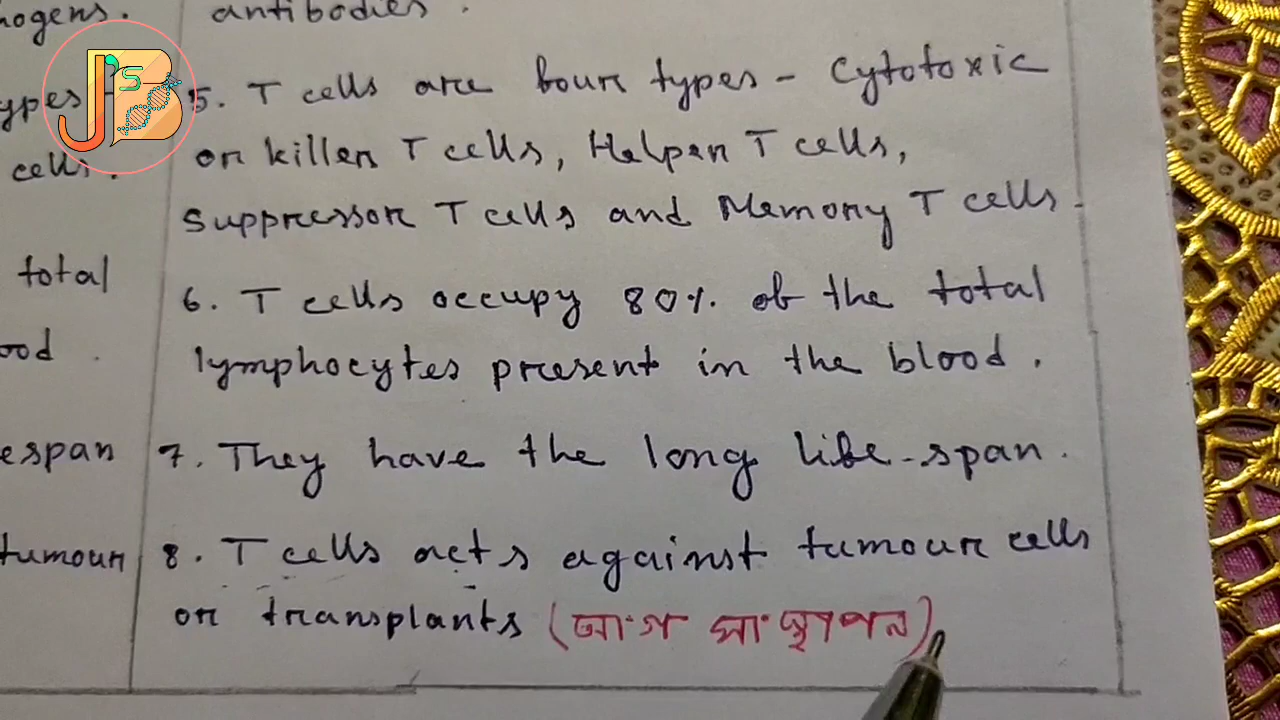 hogens.
antibodies.
J'S B
ypes
cells.
5. T cells are four types - Cytotoxic
or killer T cells, Helper T cells,
suppressor T cells and Memory T cells.
total
ood.
6. T cells occupy 80% of the total
lymphocytes present in the blood.
espan
7. They have the long life-span.
tumour
8. T cells acts against tumour cells
or transplants (